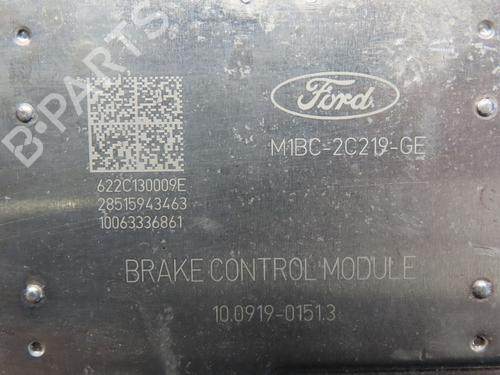 B-PARTS
Ford
M1BC-2C219-GE
622C130009E
28515943463
10063336861
BRAKE CONTROL MODULE
10.0919-0151.3